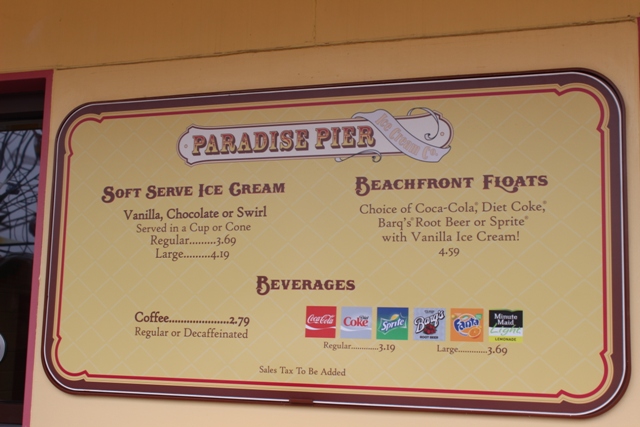 PARADISE PIER Ice Cream Co.
SOFT SERVE ICE CREAM
Vanilla, Chocolate or Swirl
Served in a Cup or Cone
Regular.........3.69
Large.........4.19
BEACHFRONT FLOATS
Choice of Coca-Cola®, Diet Coke®,
Barq's® Root Beer or Sprite®
with Vanilla Ice Cream!
4.59
BEVERAGES
Coffee.....................2.79
Regular or Decaffeinated
Coca-Cola
Coke
Sprite
Barq's
ROOT BEER
Fanta
Minute Maid
LEMONADE
Regular.............3.19
Large.............3.69
Sales Tax To Be Added